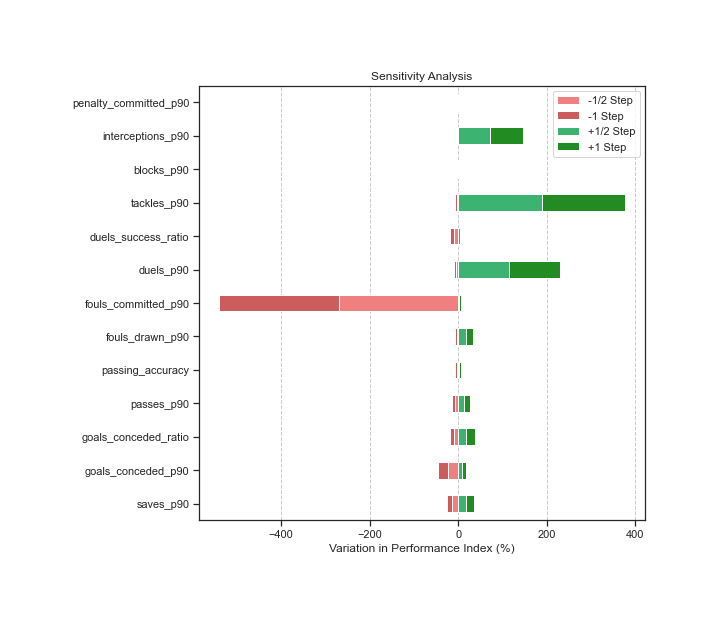 Sensitivity Analysis
penalty_committed_p90
interceptions_p90
blocks_p90
tackles_p90
duels_success_ratio
duels_p90
fouls_committed_p90
fouls_drawn_p90
passing_accuracy
passes_p90
goals_conceded_ratio
goals_conceded_p90
saves_p90
-1/2 Step
-1 Step
+1/2 Step
+1 Step
−400 −200 0 200 400
Variation in Performance Index (%)